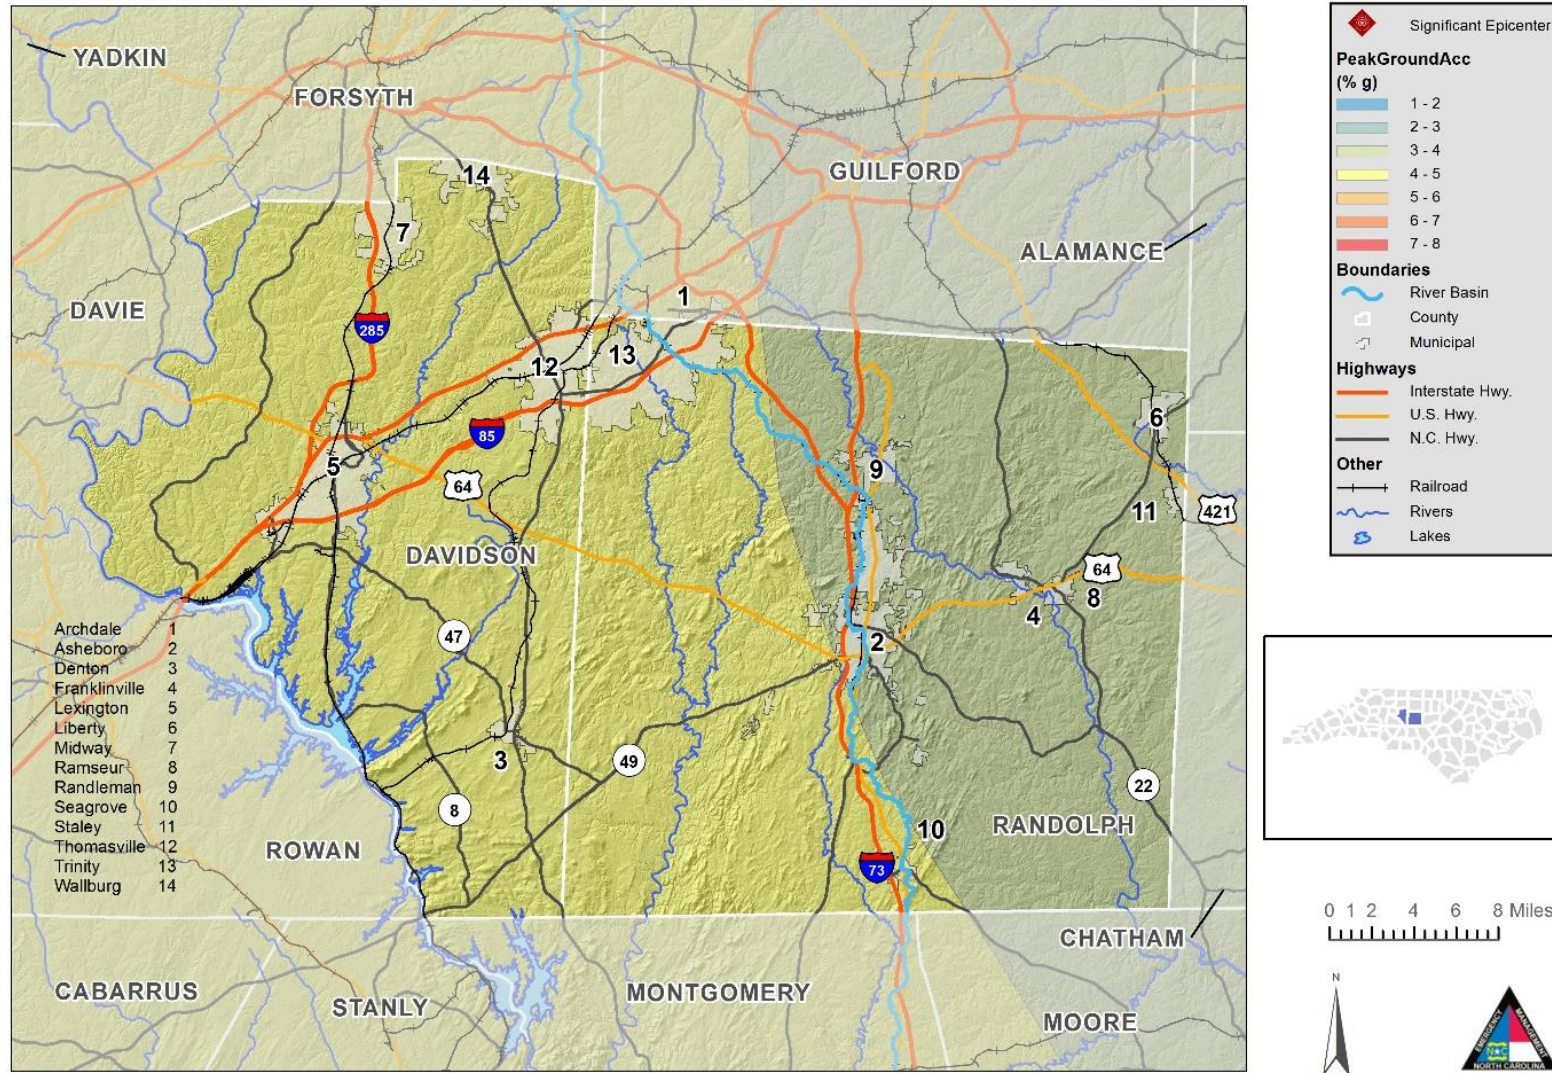 YADKIN
FORSYTH
14
GUILFORD
7
ALAMANCE
DAVIE
1
285
13
12
6
85
5
9
64
11
421
DAVIDSON
64
4
8
47
2
Archdale 1
Asheboro 2
Denton 3
Franklinville 4
Lexington 5
Liberty 6
Midway 7
Ramseur 8
Randleman 9
Seagrove 10
Staley 11
Thomasville 12
Trinity 13
Wallburg 14
3
49
8
22
ROWAN
10
RANDOLPH
73
CHATHAM
CABARRUS
STANLY
MONTGOMERY
MOORE
Significant Epicenter
PeakGroundAcc
(% g)
1 - 2
2 - 3
3 - 4
4 - 5
5 - 6
6 - 7
7 - 8
Boundaries
River Basin
County
Municipal
Highways
Interstate Hwy.
U.S. Hwy.
N.C. Hwy.
Other
Railroad
Rivers
Lakes
0 1 2 4 6 8 Miles
N
EMERGENCY
MANAGEMENT
N C
NORTH CAROLINA